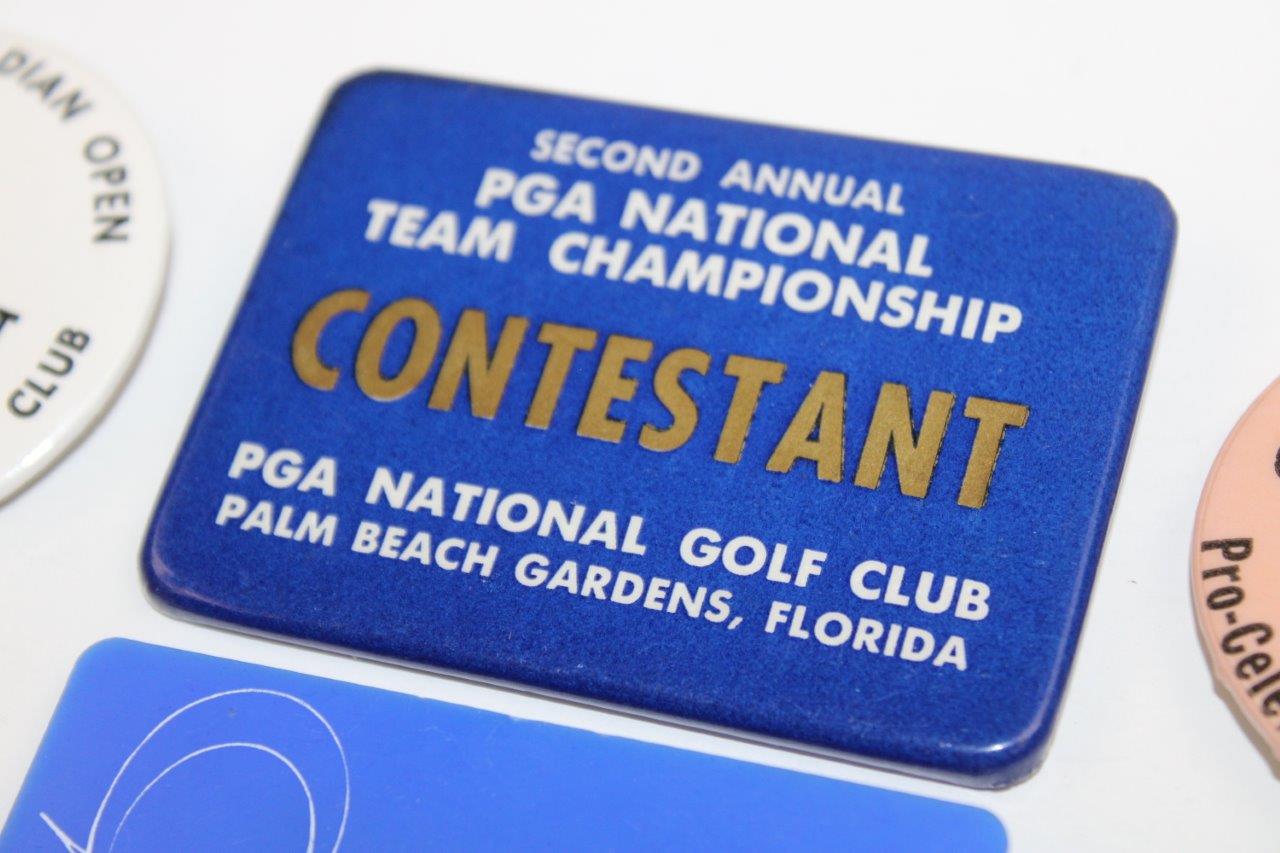 DIAN OPEN
CLUB
SECOND ANNUAL
PGA NATIONAL
TEAM CHAMPIONSHIP
CONTESTANT
PGA NATIONAL GOLF CLUB
PALM BEACH GARDENS, FLORIDA
Pro-Cele